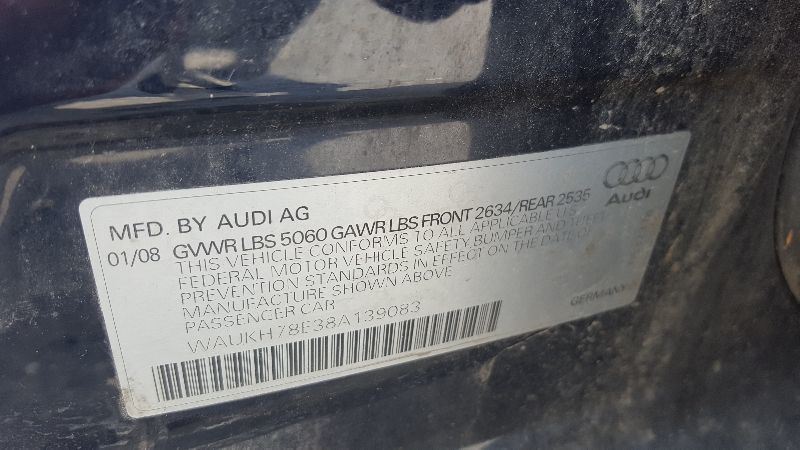 MFD. BY AUDI AG
01/08 GVWR LBS 5060 GAWR LBS FRONT 2634/REAR 2535
THIS VEHICLE CONFORMS TO ALL APPLICABLE U.S.
FEDERAL MOTOR VEHICLE SAFETY BUMPER AND THEFT
PREVENTION STANDARDS IN EFFECT ON THE DATE OF
MANUFACTURE SHOWN ABOVE
PASSENGER CAR
WAUKH78E38A139083
Audi
GERMANY